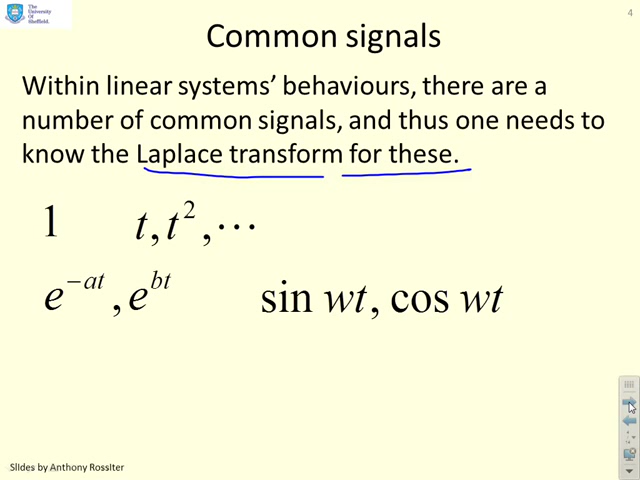 The
University
Of
Sheffield.
4
Common signals
Within linear systems' behaviours, there are a
number of common signals, and thus one needs to
know the Laplace transform for these.
1 t, t², ⋯
e^{-at}, e^{bt} sin wt, cos wt
Slides by Anthony Rossiter